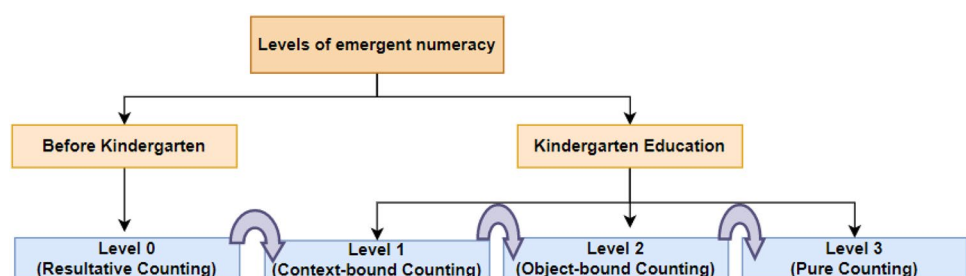 Levels of emergent numeracy
Before Kindergarten
Kindergarten Education
Level 0
(Resultative Counting)
Level 1
(Context-bound Counting)
Level 2
(Object-bound Counting)
Level 3
(Pure Counting)